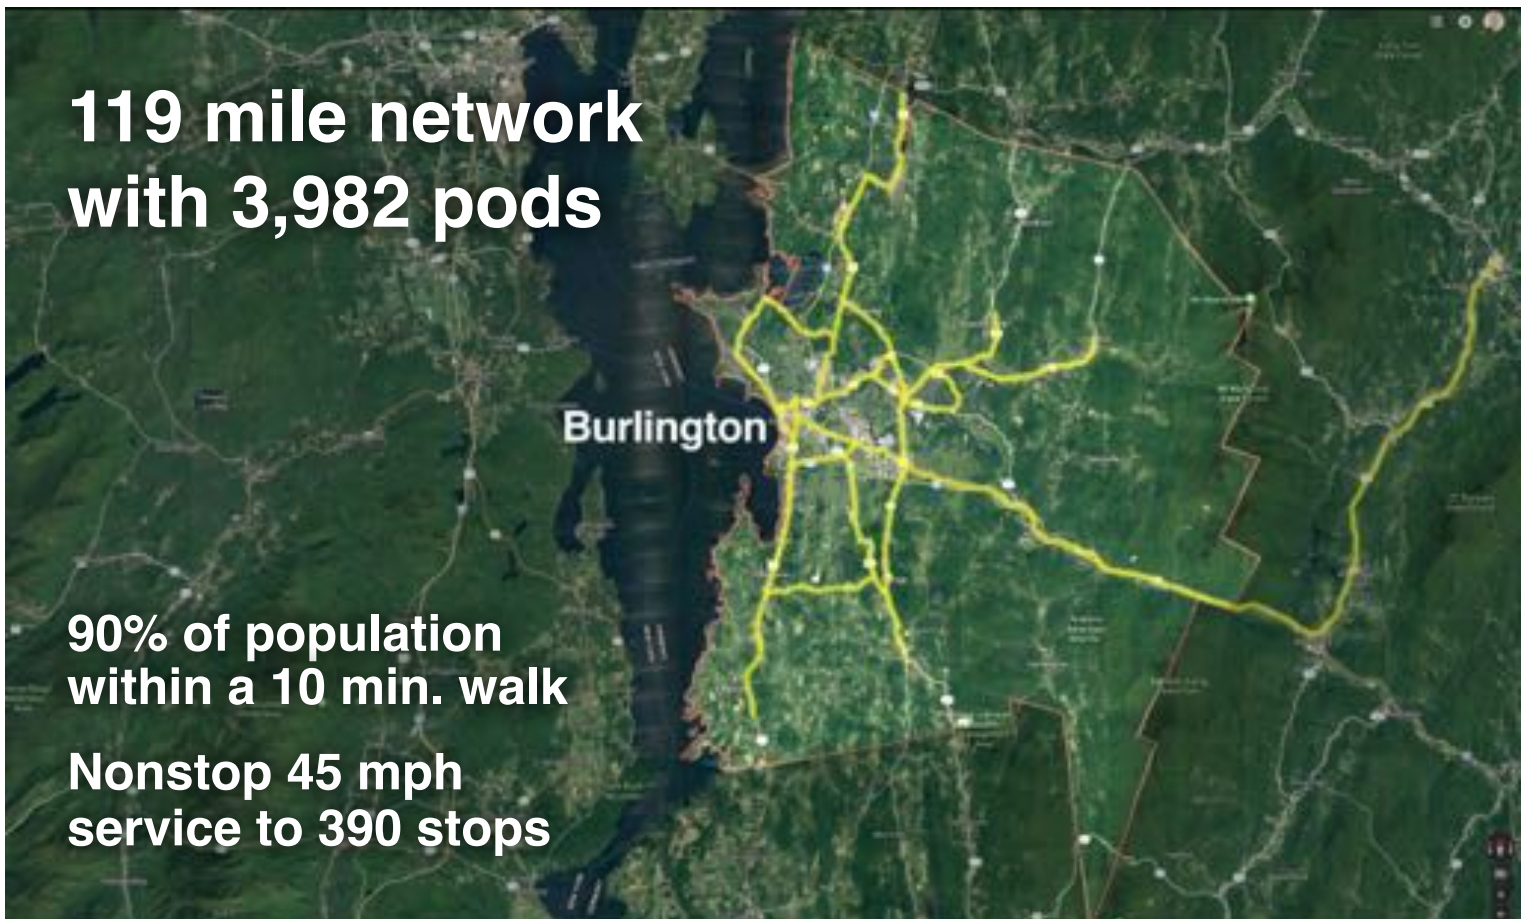 119 mile network
with 3,982 pods
Burlington
90% of population
within a 10 min. walk
Nonstop 45 mph
service to 390 stops